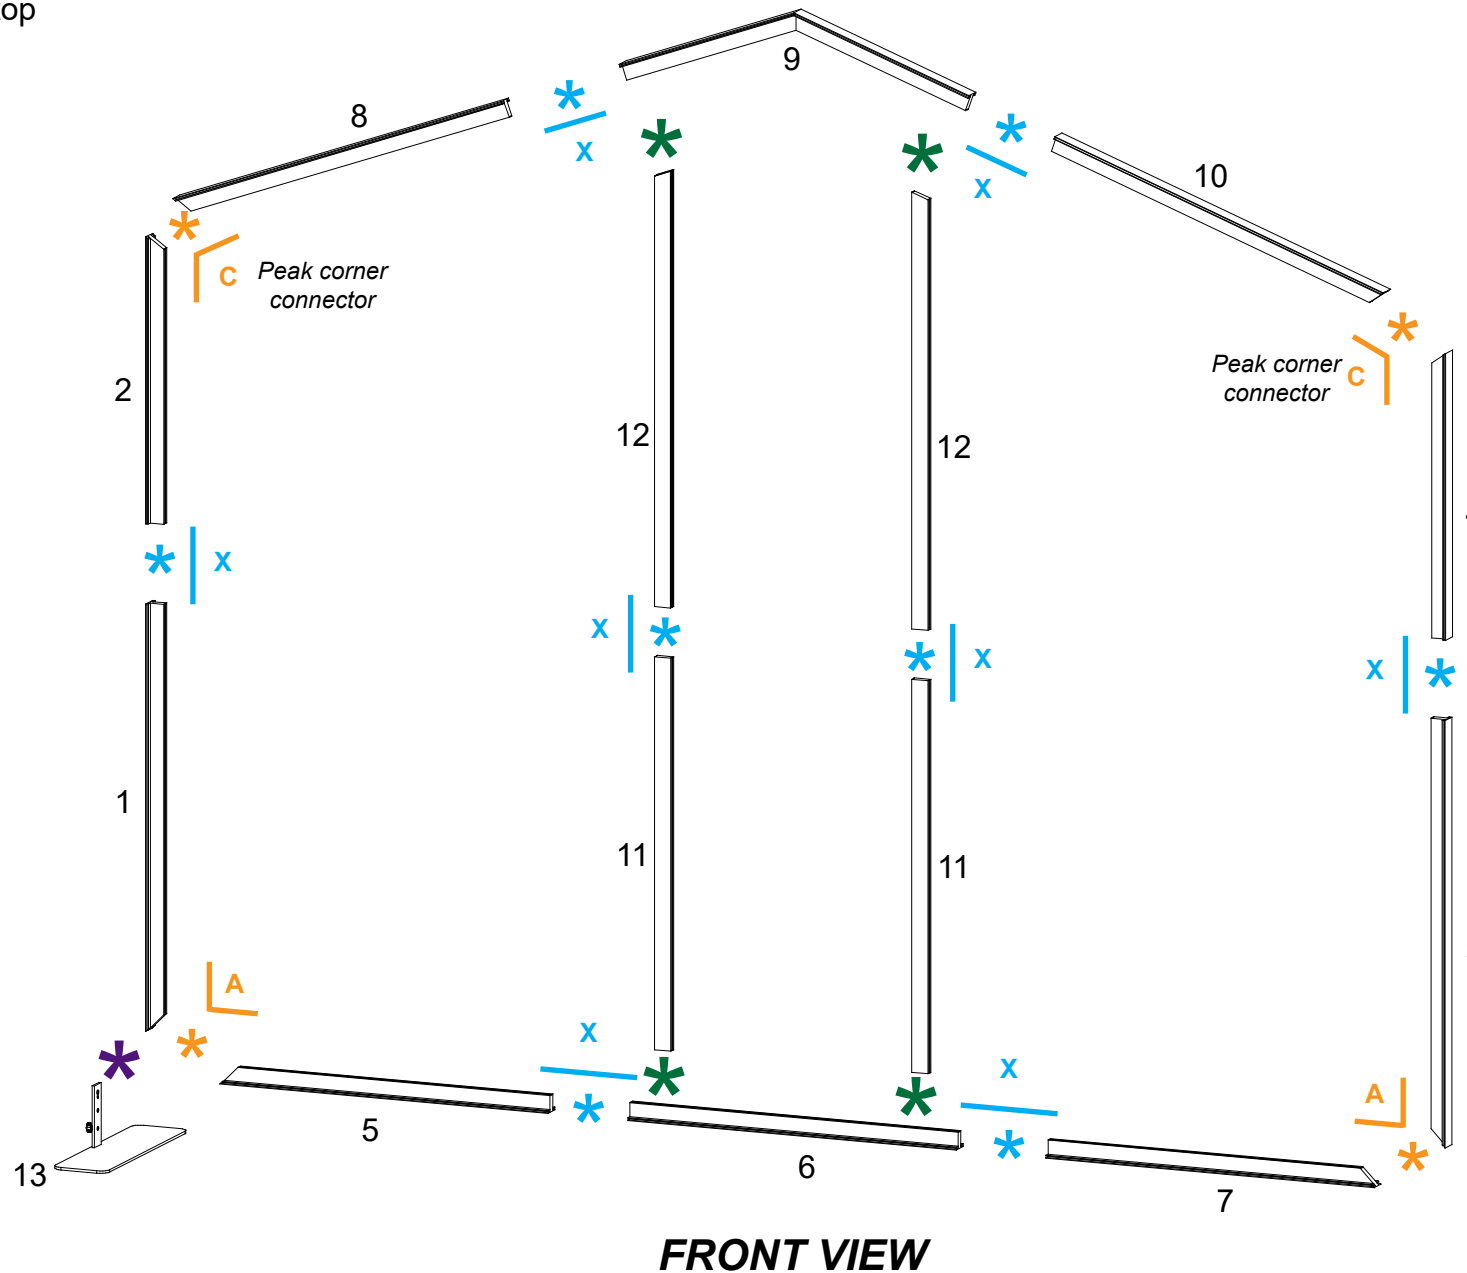 9
8
X
X
10
C Peak corner
connector
Peak corner
connector C
2
12
12
X
X
X
X
1
11
11
A
X
X
A
5
13
6
7
FRONT VIEW